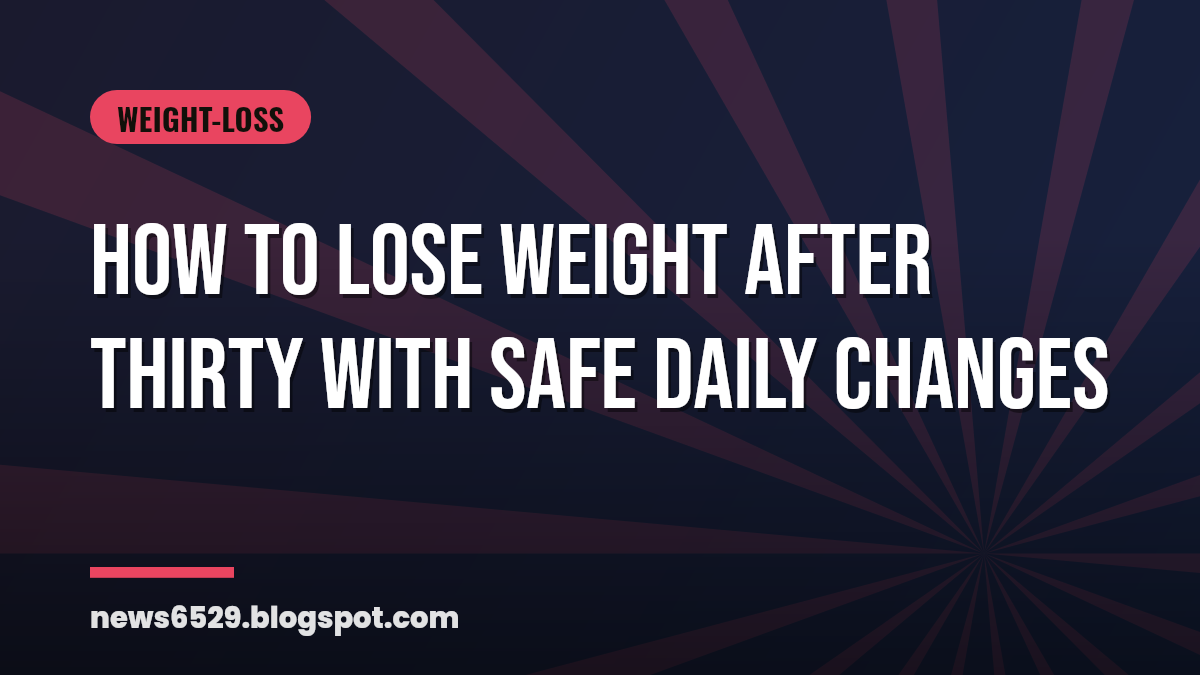 WEIGHT-LOSS
HOW TO LOSE WEIGHT AFTER
THIRTY WITH SAFE DAILY CHANGES
news6529.blogspot.com